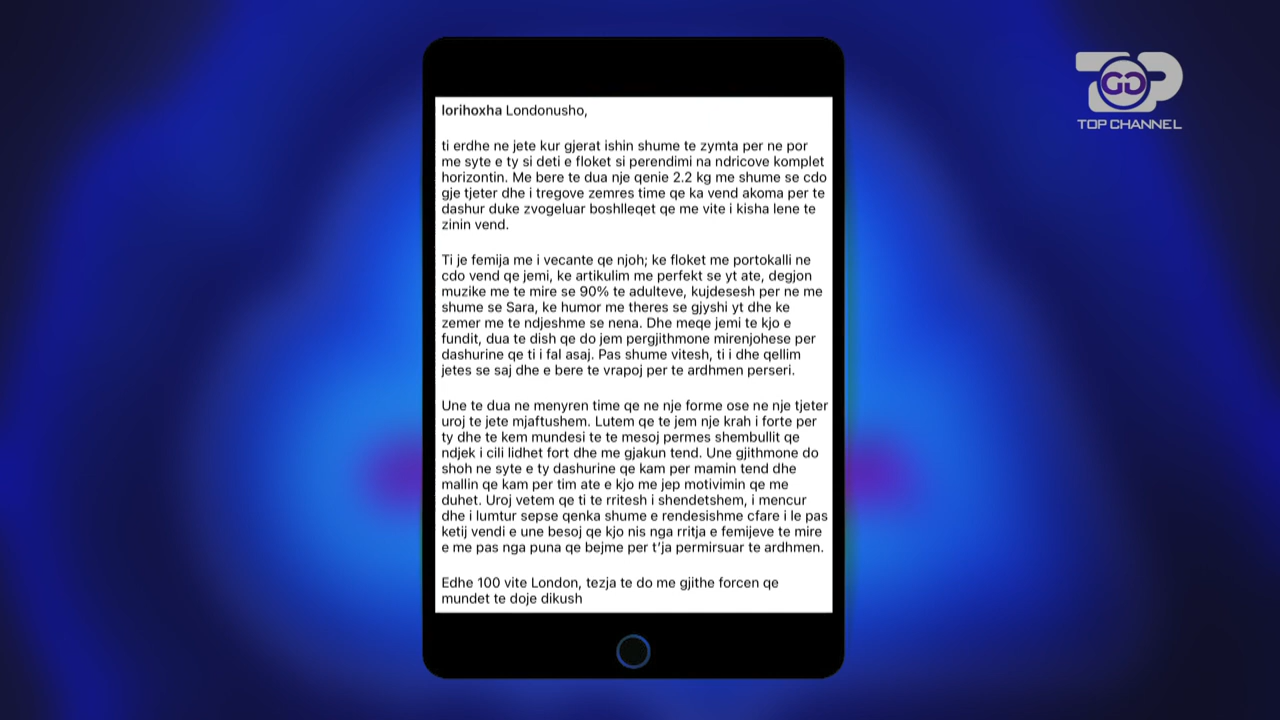 lorihoxha Londonusho,
ti erdhe ne jete kur gjerat ishin shume te zymta per ne por
me syte e ty si deti e floket si perendimi na ndricove komplet
horizontin. Me bere te dua nje qenie 2.2 kg me shume se cdo
gje tjeter dhe i tregove zemres time qe ka vend akoma per te
dashur duke zvogeluar boshlleqet qe me vite i kisha lene te
zinin vend.
Ti je femija me i vecante qe njoh; ke floket me portokalli ne
cdo vend qe jemi, ke artikulim me perfekt se yt ate, degjon
muzike me te mire se 90% te adulteve, kujdesesh per ne me
shume se Sara, ke humor me theres se gjyshi yt dhe ke
zemer me te ndjeshme se nena. Dhe meqe jemi te kjo e
fundit, dua te dish qe do jem pergjithmone mirenjohese per
dashurine qe ti i fal asaj. Pas shume vitesh, ti i dhe qellim
jetes se saj dhe e bere te vrapoj per te ardhmen perseri.
Une te dua ne menyren time qe ne nje forme ose ne nje tjeter
uroj te jete mjaftushem. Lutem qe te jem nje krah i forte per
ty dhe te kem mundesi te te mesoj permes shembullit qe
ndjek i cili lidhet fort dhe me gjakun tend. Une gjithmone do
shoh ne syte e ty dashurine qe kam per mamin tend dhe
mallin qe kam per tim ate e kjo me jep motivimin qe me
duhet. Uroj vetem qe ti te rritesh i shendetshem, i mencur
dhe i lumtur sepse qenka shume e rendesishme cfare i le pas
ketij vendi e une besoj qe kjo nis nga rritja e femijeve te mire
e me pas nga puna qe bejme per t'ja permirsuar te ardhmen.
Edhe 100 vite London, tezja te do me gjithe forcen qe
mundet te doje dikush
TOP
GO
TOP CHANNEL